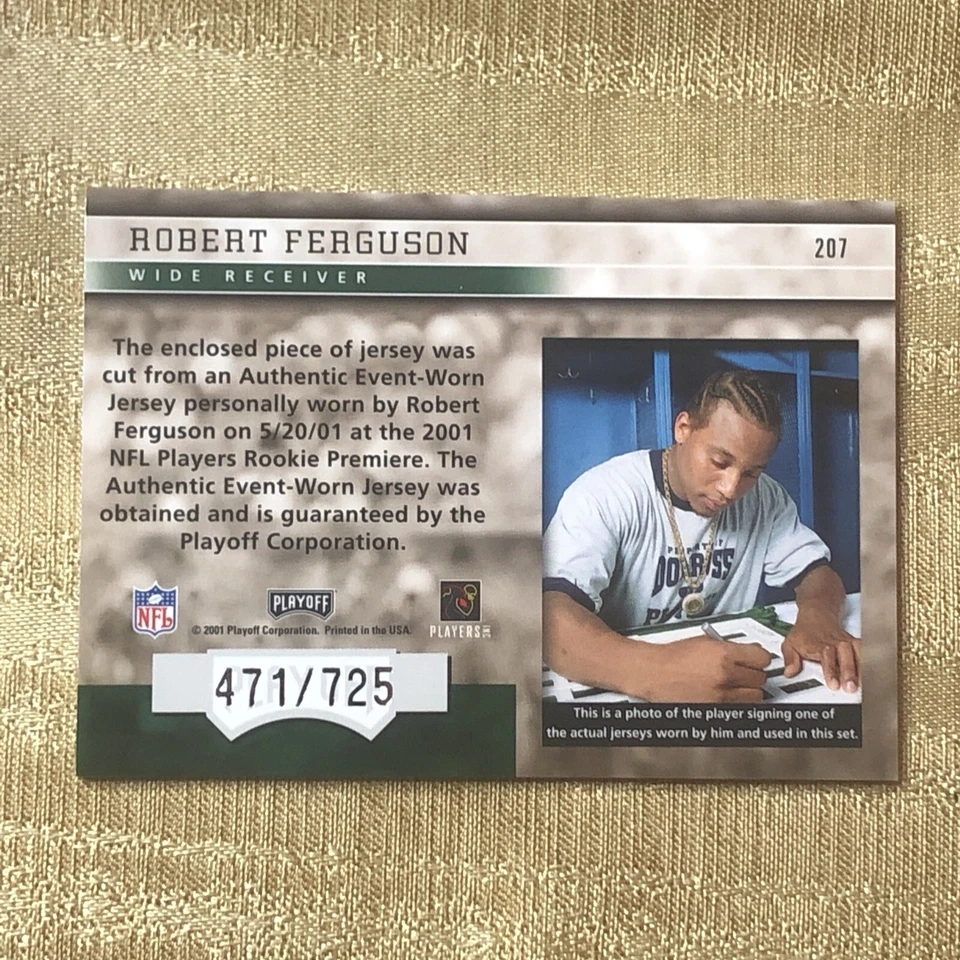 ROBERT FERGUSON
207
WIDE RECEIVER
The enclosed piece of jersey was
cut from an Authentic Event-Worn
Jersey personally worn by Robert
Ferguson on 5/20/01 at the 2001
NFL Players Rookie Premiere. The
Authentic Event-Worn Jersey was
obtained and is guaranteed by the
Playoff Corporation.
NFL
PLAYOFF
PLAYERS INC
© 2001 Playoff Corporation. Printed in the USA.
PLAYOFF
471/725
This is a photo of the player signing one of
the actual jerseys worn by him and used in this set.